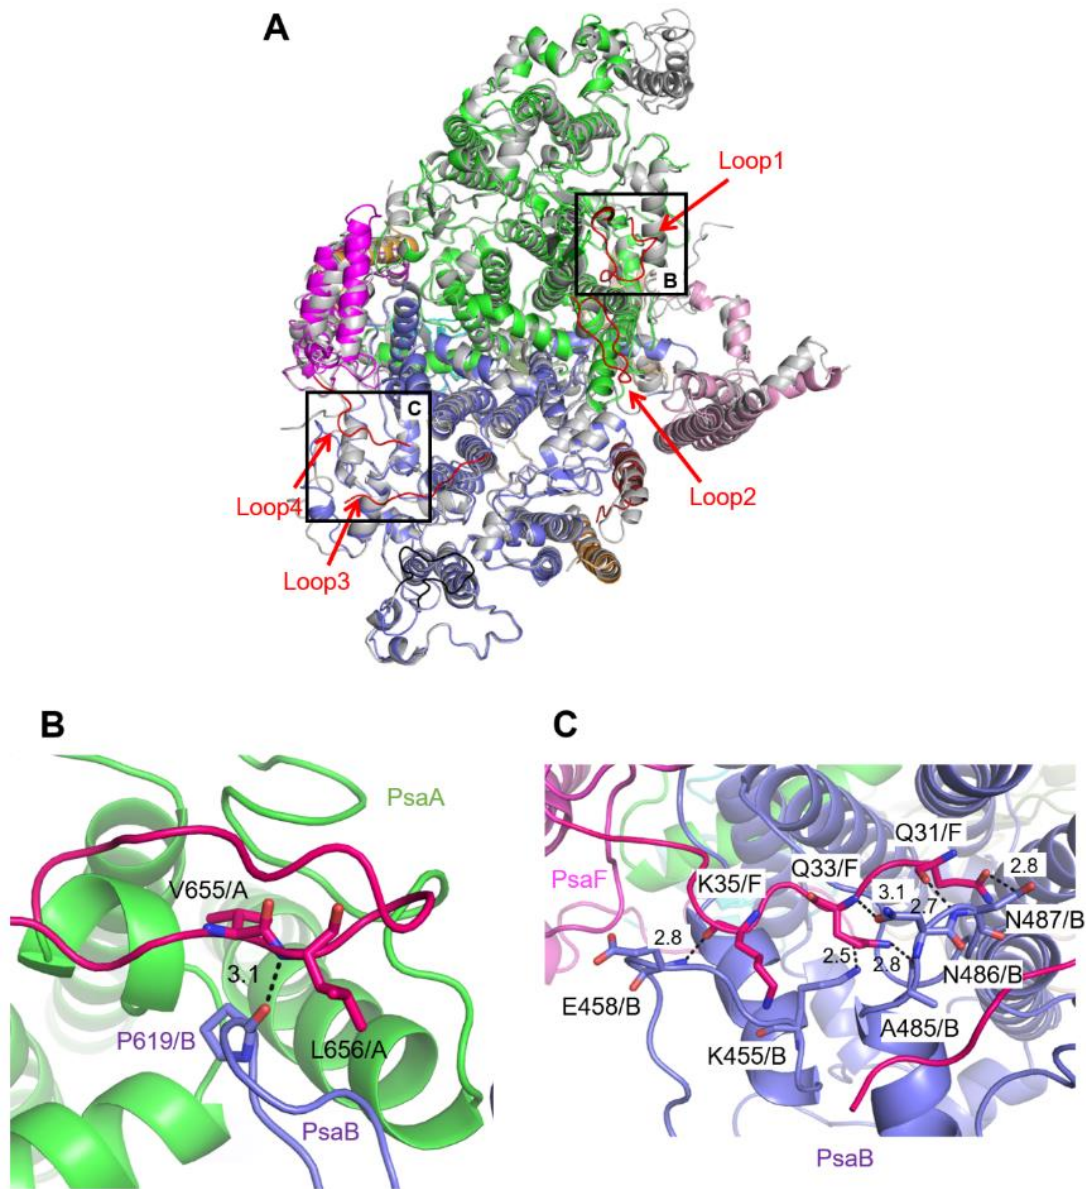 A
Loop1
B
C
Loop4
Loop2
Loop3
B
PsaA
V655/A
3.1
P619/B
L656/A
PsaB
C
Q31/F
Q33/F
2.8
K35/F
PsaF
3.1
2.7
N487/B
2.8
2.5
2.8
N486/B
E458/B
A485/B
K455/B
PsaB